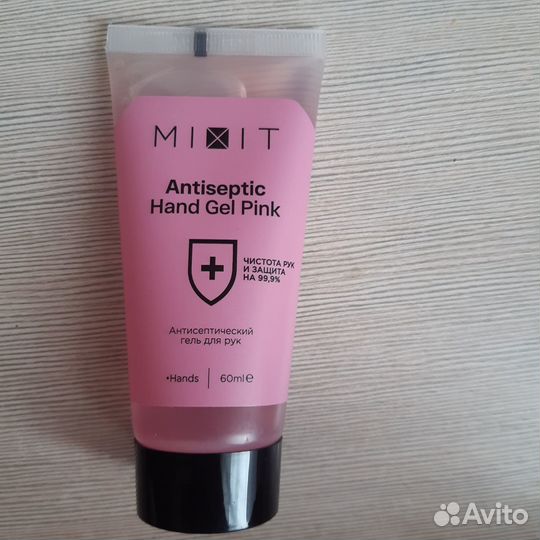 MIXIT
Antiseptic
Hand Gel Pink
ЧИСТОТА РУК
И ЗАЩИТА
НА 99,9%
Антисептический
гель для рук
•Hands | 60ml℮
Avito